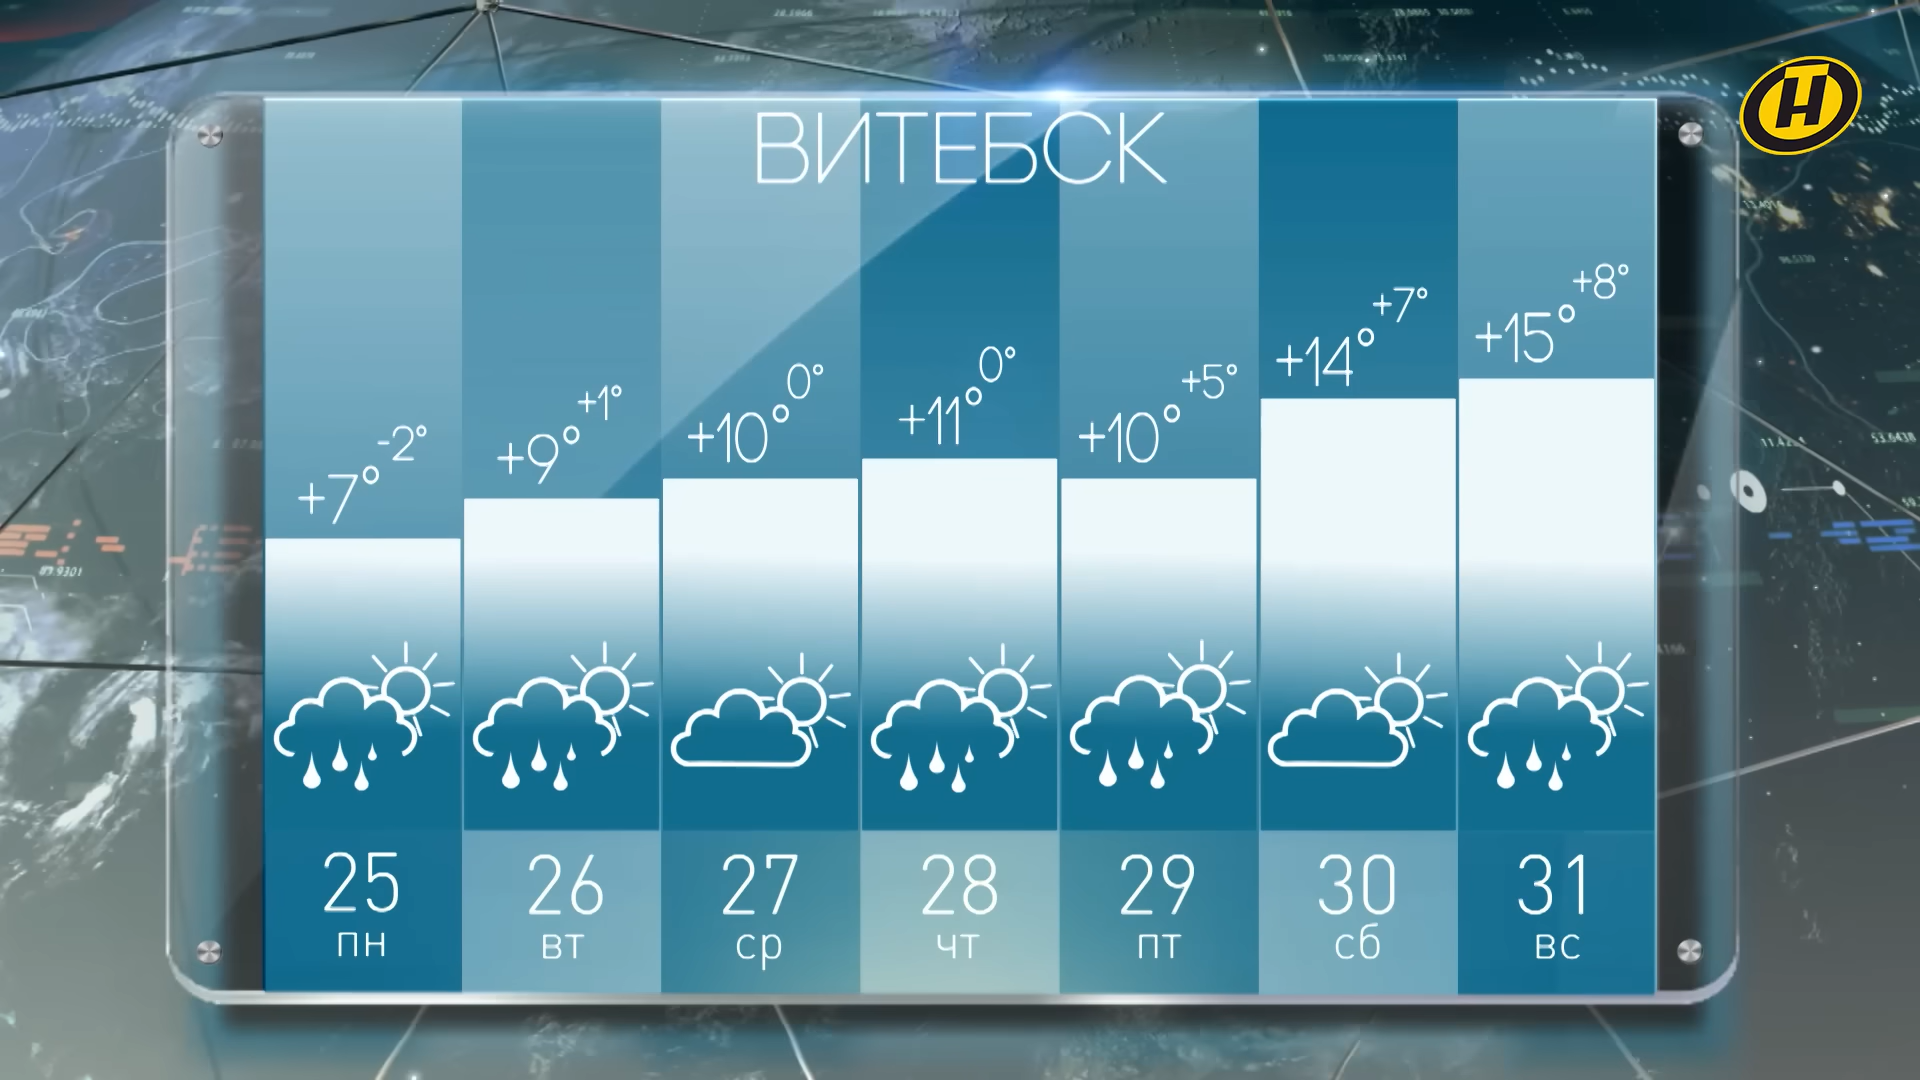 ВИТЕБСК
+7° -2°
+9° +1°
+10° 0°
+11° 0°
+10° +5°
+14° +7°
+15° +8°
25 26 27 28 29 30 31
пн вт ср чт пт сб вс